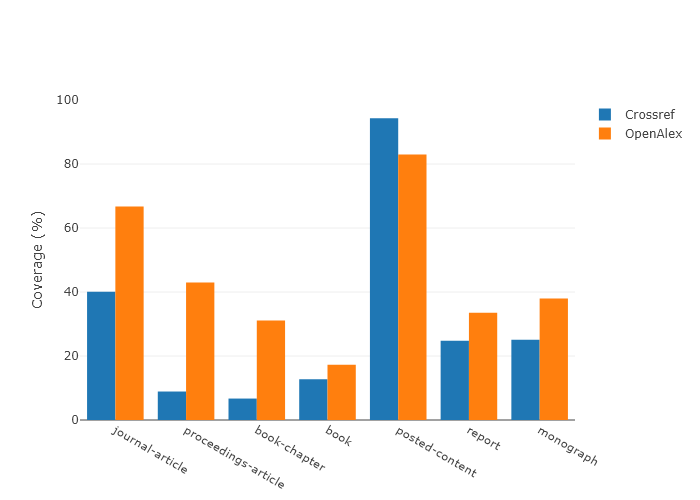 100
80
60
40
20
0
Coverage (%)
journal-article
proceedings-article
book-chapter
book
posted-content
report
monograph
Crossref
OpenAlex